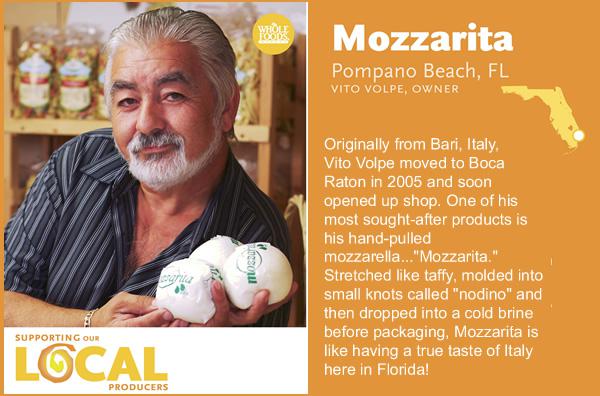 WHOLE
FOODS
MARKET
Mozzarita
Pompano Beach, FL
VITO VOLPE, OWNER
Originally from Bari, Italy,
Vito Volpe moved to Boca
Raton in 2005 and soon
opened up shop. One of his
most sought-after products is
his hand-pulled
mozzarella..."Mozzarita."
Stretched like taffy, molded into
small knots called "nodino" and
then dropped into a cold brine
before packaging, Mozzarita is
like having a true taste of Italy
here in Florida!
SUPPORTING OUR
LOCAL
PRODUCERS